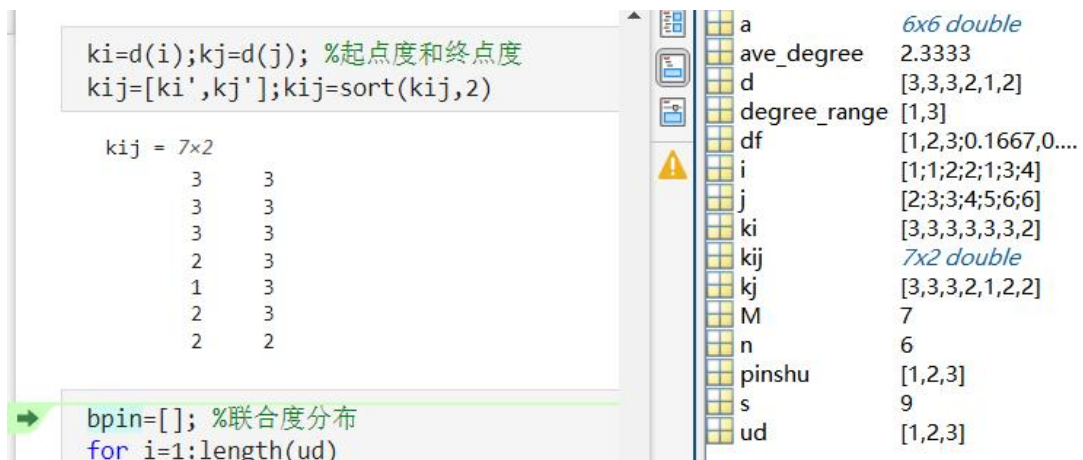 ki=d(i);kj=d(j); %起点度和终点度
kij=[ki',kj'];kij=sort(kij,2)
kij = 7×2
3 3
3 3
3 3
2 3
1 3
2 3
2 2
bpin=[]; %联合度分布
for i=1:length(ud)
a 6x6 double
ave_degree 2.3333
d [3,3,3,2,1,2]
degree_range [1,3]
df [1,2,3;0.1667,0....
i [1;1;2;2;1;3;4]
j [2;3;3;4;5;6;6]
ki [3,3,3,3,3,3,2]
kij 7x2 double
kj [3,3,3,2,1,2,2]
M 7
n 6
pinshu [1,2,3]
s 9
ud [1,2,3]